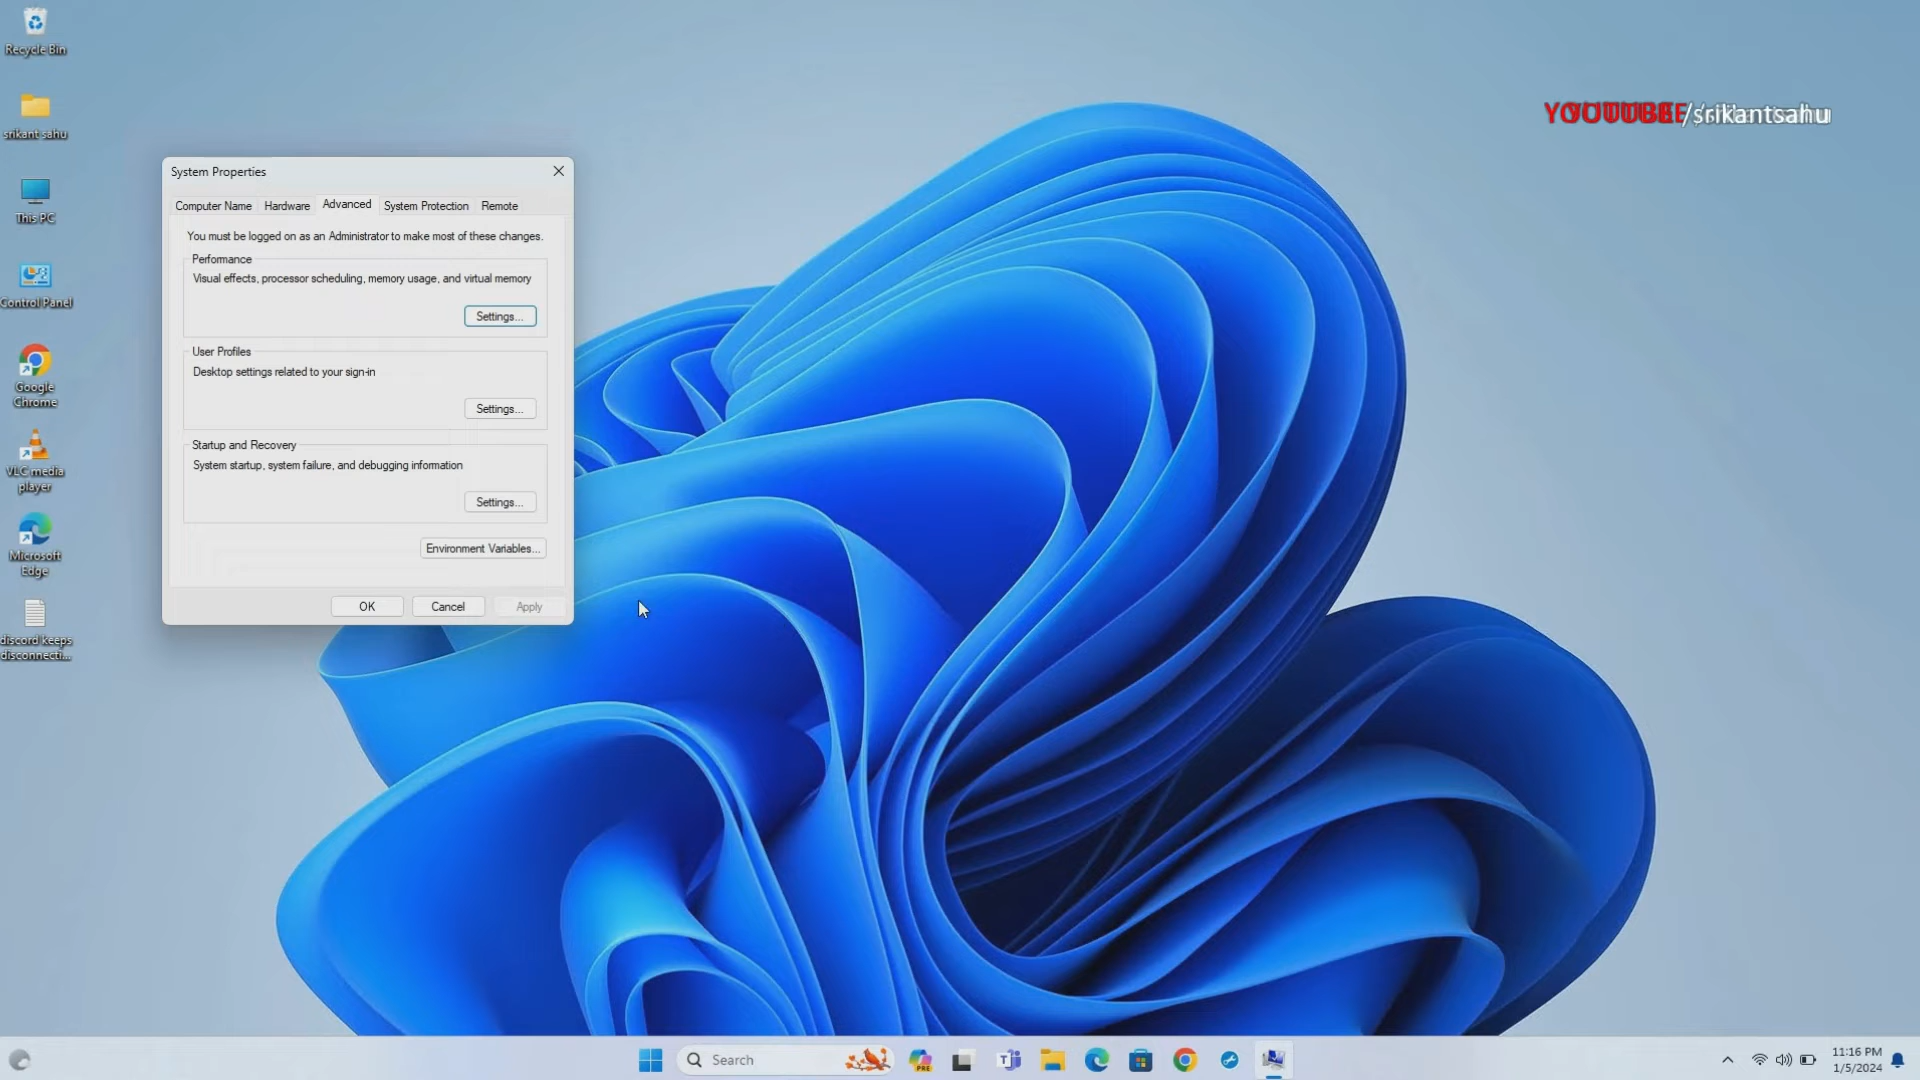 Recycle Bin
srikant sahu
This PC
Control Panel
Google
Chrome
VLC media
player
Microsoft
Edge
discord keeps
disconnecti...
YOUTUBE/srikantsahu
System Properties
Computer Name Hardware Advanced System Protection Remote
You must be logged on as an Administrator to make most of these changes.
Performance
Visual effects, processor scheduling, memory usage, and virtual memory
Settings...
User Profiles
Desktop settings related to your sign-in
Settings...
Startup and Recovery
System startup, system failure, and debugging information
Settings...
Environment Variables...
OK Cancel Apply
Search
PRE
11:16 PM
1/5/2024